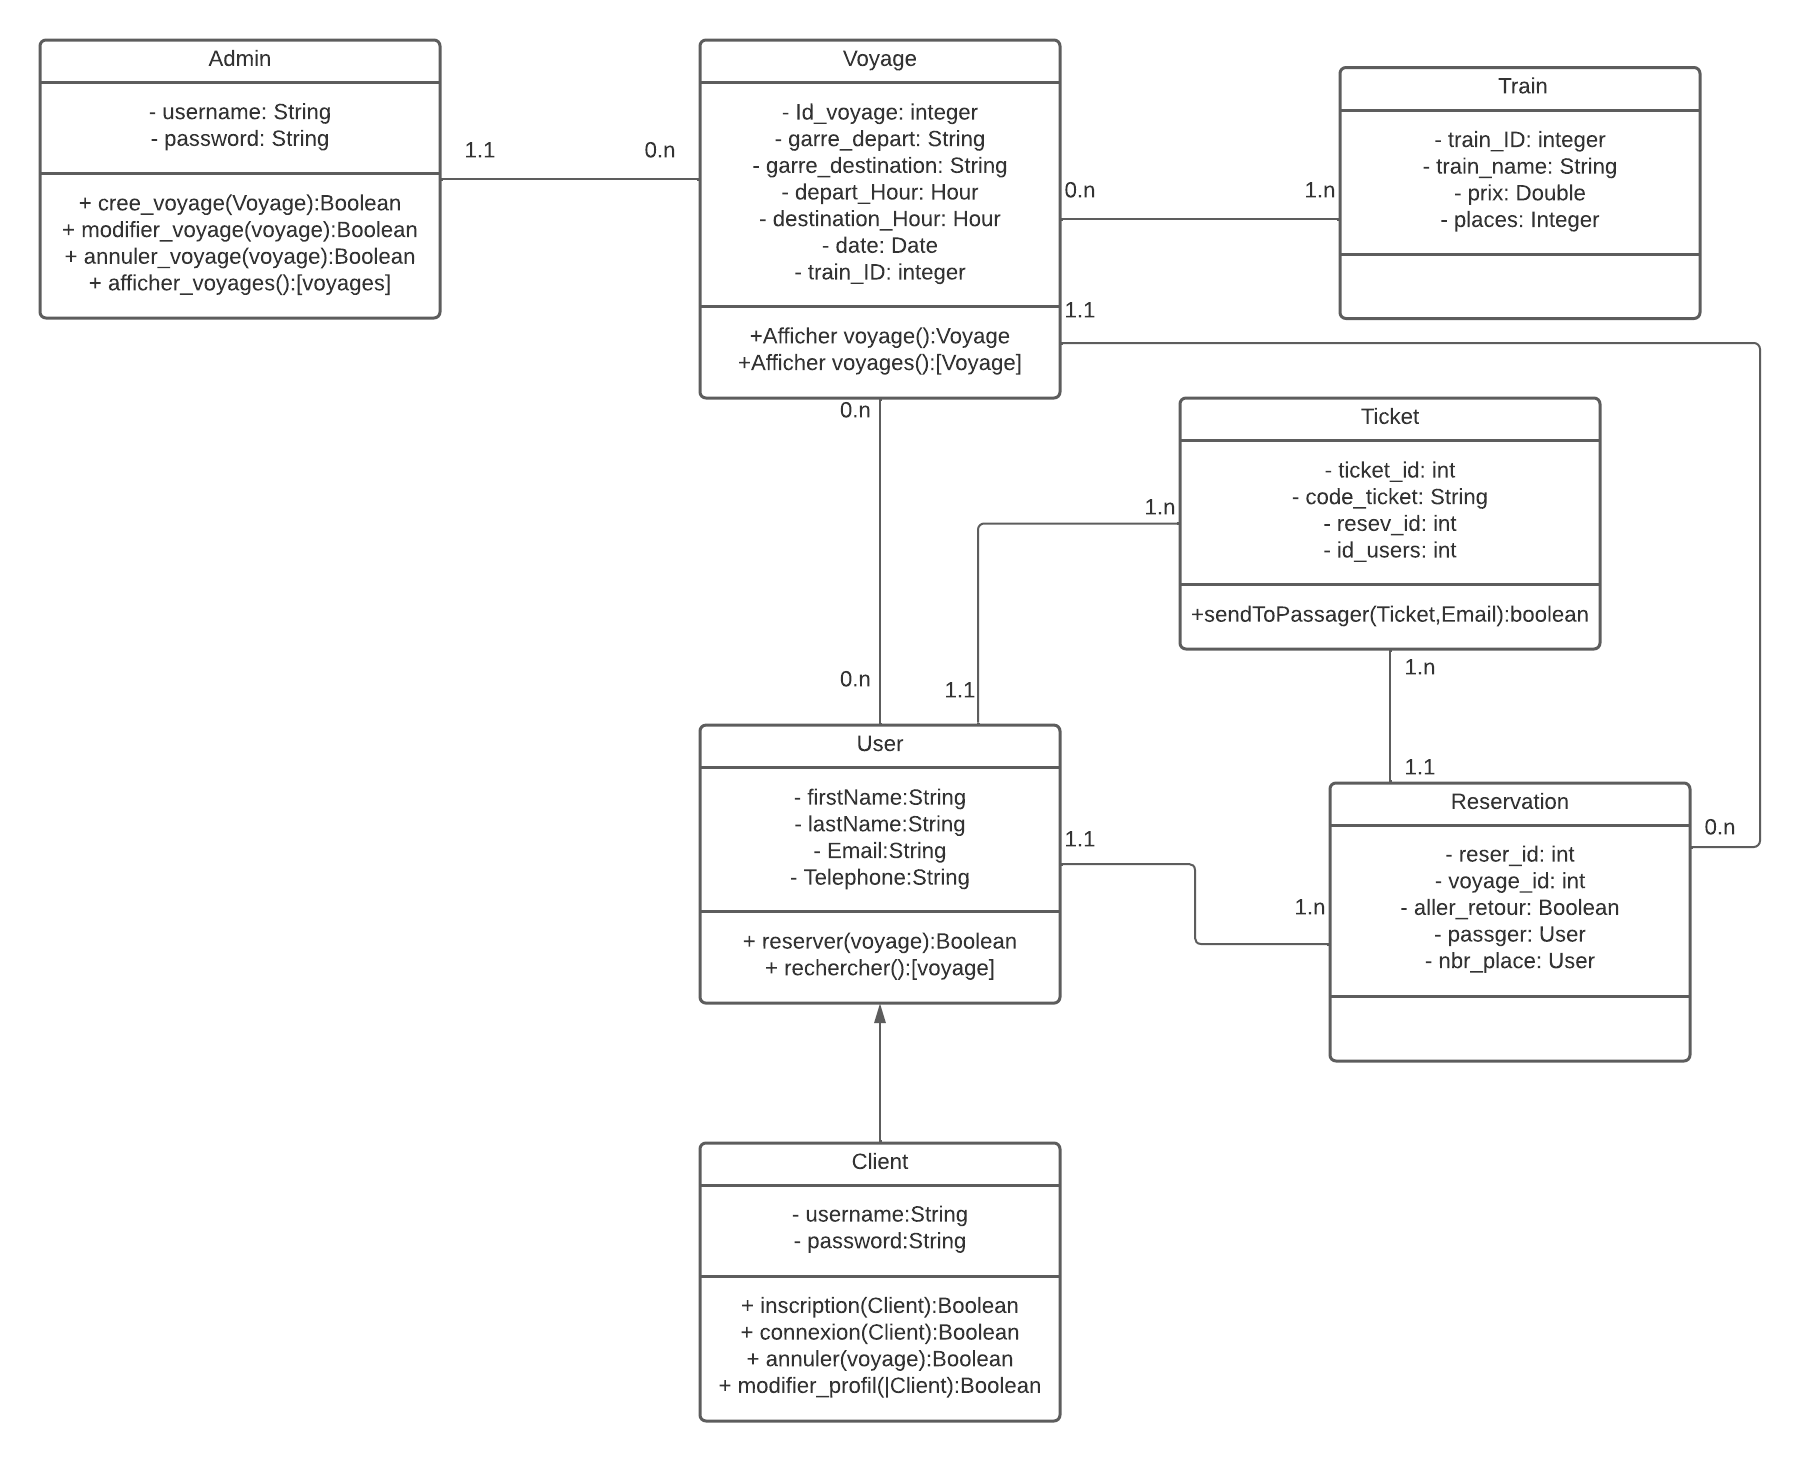 Admin
- username: String
- password: String
+ cree_voyage(Voyage):Boolean
+ modifier_voyage(voyage):Boolean
+ annuler_voyage(voyage):Boolean
+ afficher_voyages():[voyages]
1.1
0.n
Voyage
- Id_voyage: integer
- garre_depart: String
- garre_destination: String
- depart_Hour: Hour
- destination_Hour: Hour
- date: Date
- train_ID: integer
+Afficher voyage():Voyage
+Afficher voyages():[Voyage]
0.n
1.n
Train
- train_ID: integer
- train_name: String
- prix: Double
- places: Integer
1.1
0.n
Ticket
- ticket_id: int
- code_ticket: String
- resev_id: int
- id_users: int
+sendToPassager(Ticket,Email):boolean
1.n
1.n
0.n
1.1
1.1
User
- firstName:String
- lastName:String
- Email:String
- Telephone:String
+ reserver(voyage):Boolean
+ rechercher():[voyage]
1.1
1.n
Reservation
- reser_id: int
- voyage_id: int
- aller_retour: Boolean
- passger: User
- nbr_place: User
0.n
Client
- username:String
- password:String
+ inscription(Client):Boolean
+ connexion(Client):Boolean
+ annuler(voyage):Boolean
+ modifier_profil(|Client):Boolean